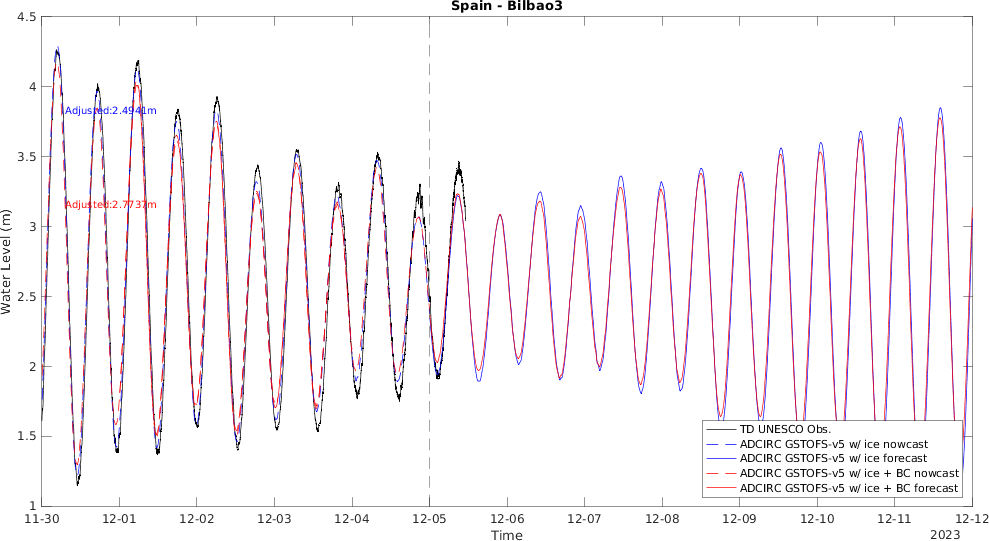 Spain - Bilbao3
4.5
4
3.5
3
2.5
2
1.5
1
Water Level (m)
Adjusted:2.4941m
Adjusted:2.7737m
TD UNESCO Obs.
ADCIRC GSTOFS-v5 w/ ice nowcast
ADCIRC GSTOFS-v5 w/ ice forecast
ADCIRC GSTOFS-v5 w/ ice + BC nowcast
ADCIRC GSTOFS-v5 w/ ice + BC forecast
11-30 12-01 12-02 12-03 12-04 12-05 12-06 12-07 12-08 12-09 12-10 12-11 12-12
Time
2023